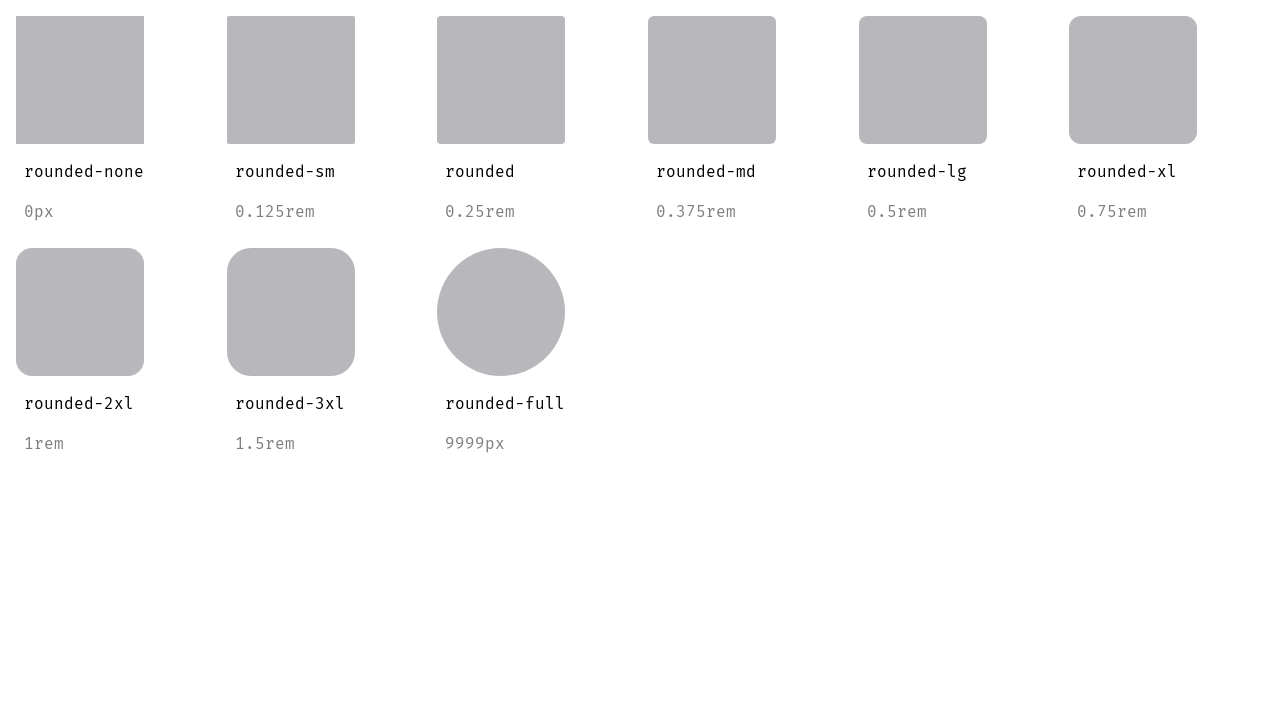 rounded-none
0px
rounded-sm
0.125rem
rounded
0.25rem
rounded-md
0.375rem
rounded-lg
0.5rem
rounded-xl
0.75rem
rounded-2xl
1rem
rounded-3xl
1.5rem
rounded-full
9999px